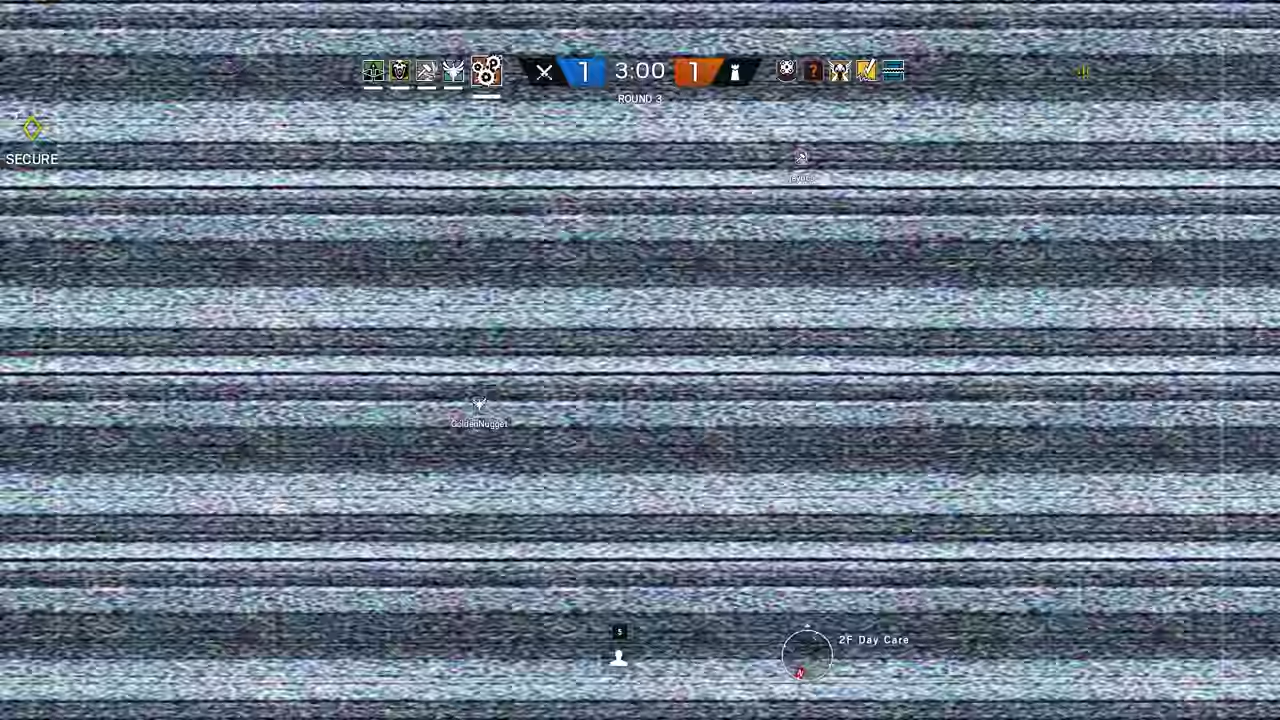 1 3:00 1
ROUND 3
SECURE
GoldenNugget
S
2F Day Care
N